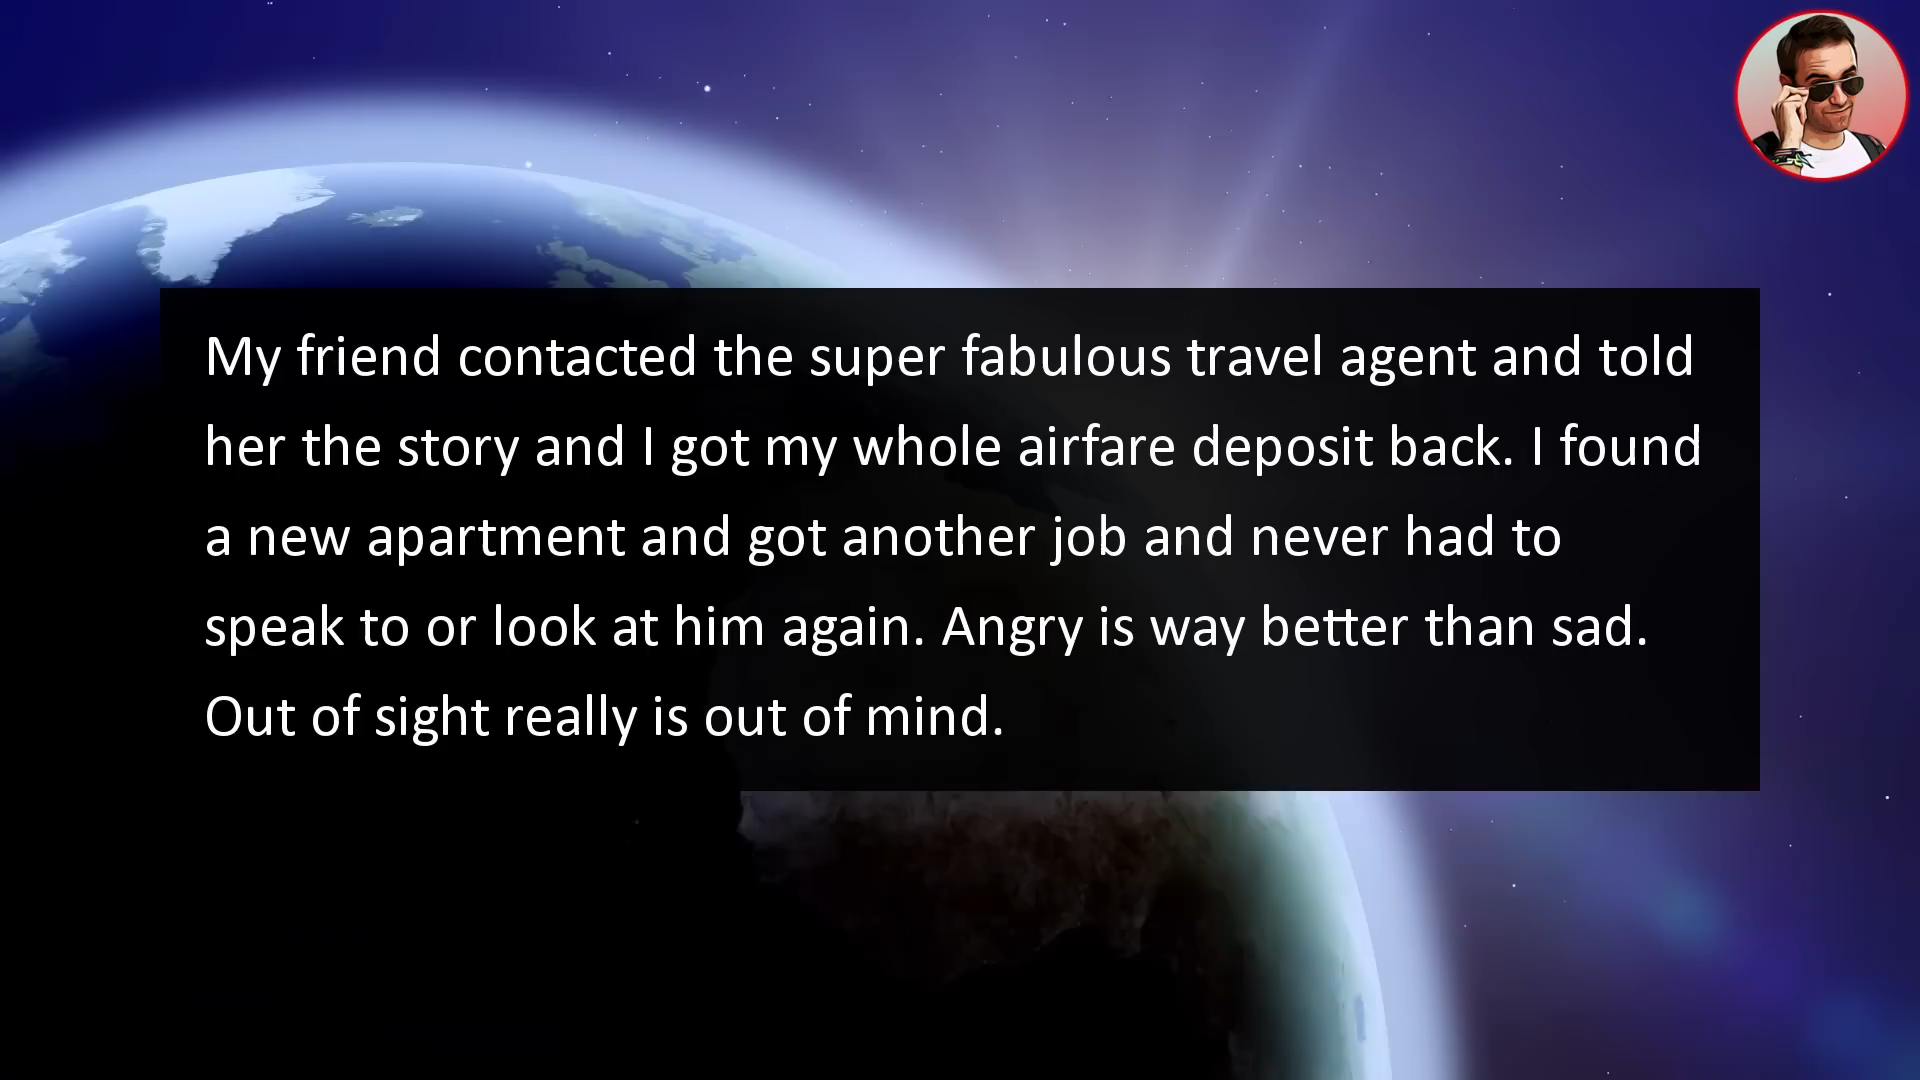 My friend contacted the super fabulous travel agent and told
her the story and I got my whole airfare deposit back. I found
a new apartment and got another job and never had to
speak to or look at him again. Angry is way better than sad.
Out of sight really is out of mind.